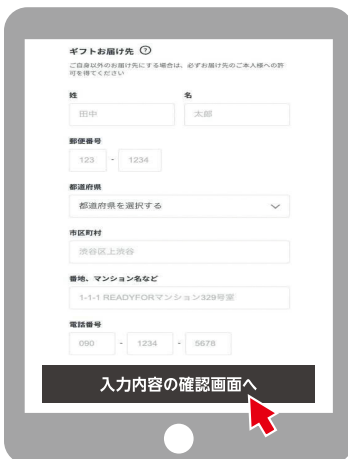 ギフトお届け先 ?
ご自身以外のお届け先にする場合は、必ずお届け先のご本人様への許
可を得てください
姓 名
田中 太郎
郵便番号
123 - 1234
都道府県
都道府県を選択する
市区町村
渋谷区上渋谷
番地、マンション名など
1-1-1 READYFORマンション329号室
電話番号
090 - 1234 - 5678
入力内容の確認画面へ